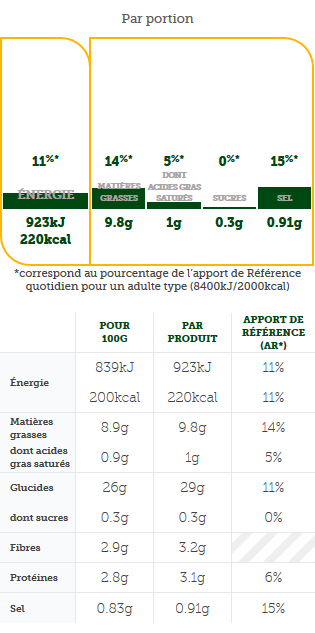 Par portion
11%* 14%* 5%* 0%* 15%*
ÉNERGIE MATIÈRES GRASSES DONT ACIDES GRAS SATURÉS SUCRES SEL
923kJ 9.8g 1g 0.3g 0.91g
220kcal
*correspond au pourcentage de l'apport de Référence
quotidien pour un adulte type (8400kJ/2000kcal)
POUR 100G PAR PRODUIT APPORT DE RÉFÉRENCE (AR*)
Énergie 839kJ 923kJ 11%
200kcal 220kcal 11%
Matières grasses 8.9g 9.8g 14%
dont acides gras saturés 0.9g 1g 5%
Glucides 26g 29g 11%
dont sucres 0.3g 0.3g 0%
Fibres 2.9g 3.2g
Protéines 2.8g 3.1g 6%
Sel 0.83g 0.91g 15%